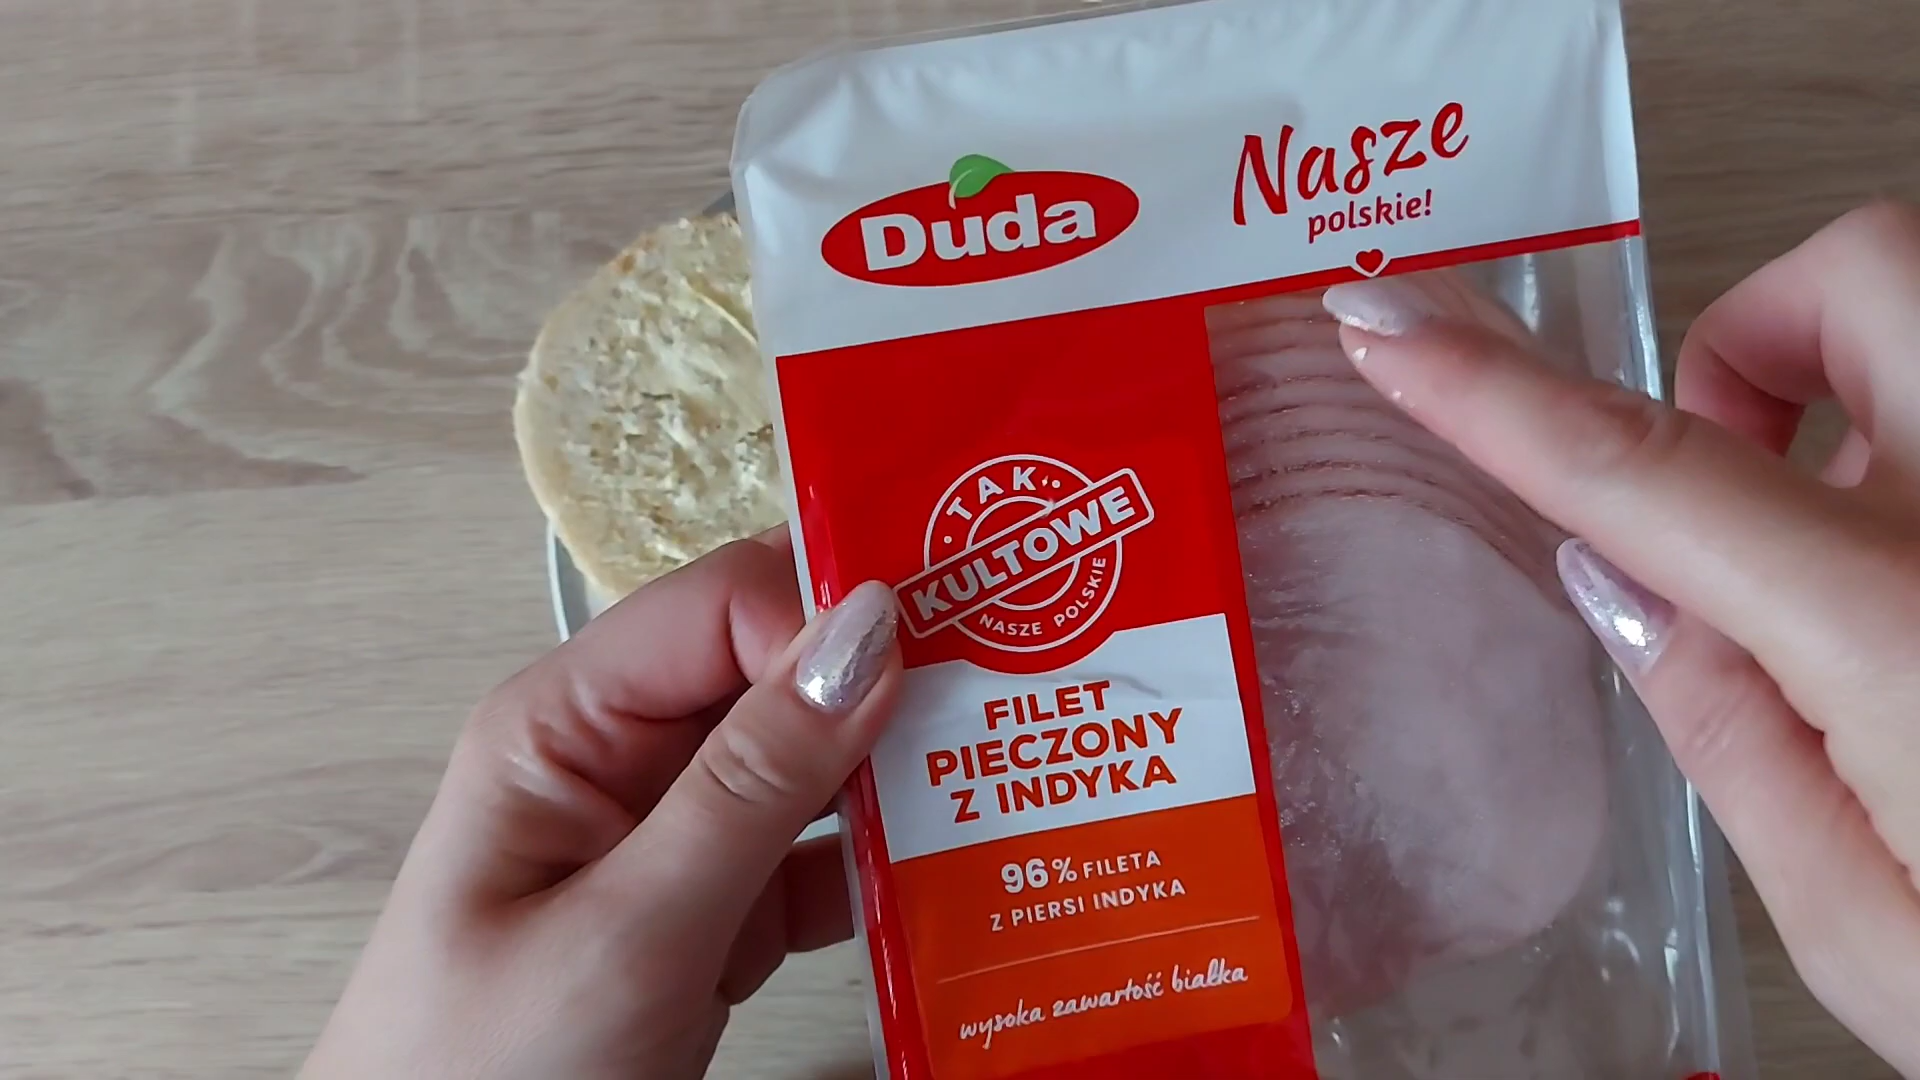 Duda
Nasze
polskie!
TAK
KULTOWE
NASZE POLSKIE
FILET
PIECZONY
Z INDYKA
96% FILETA
Z PIERSI INDYKA
wysoka zawartość białka